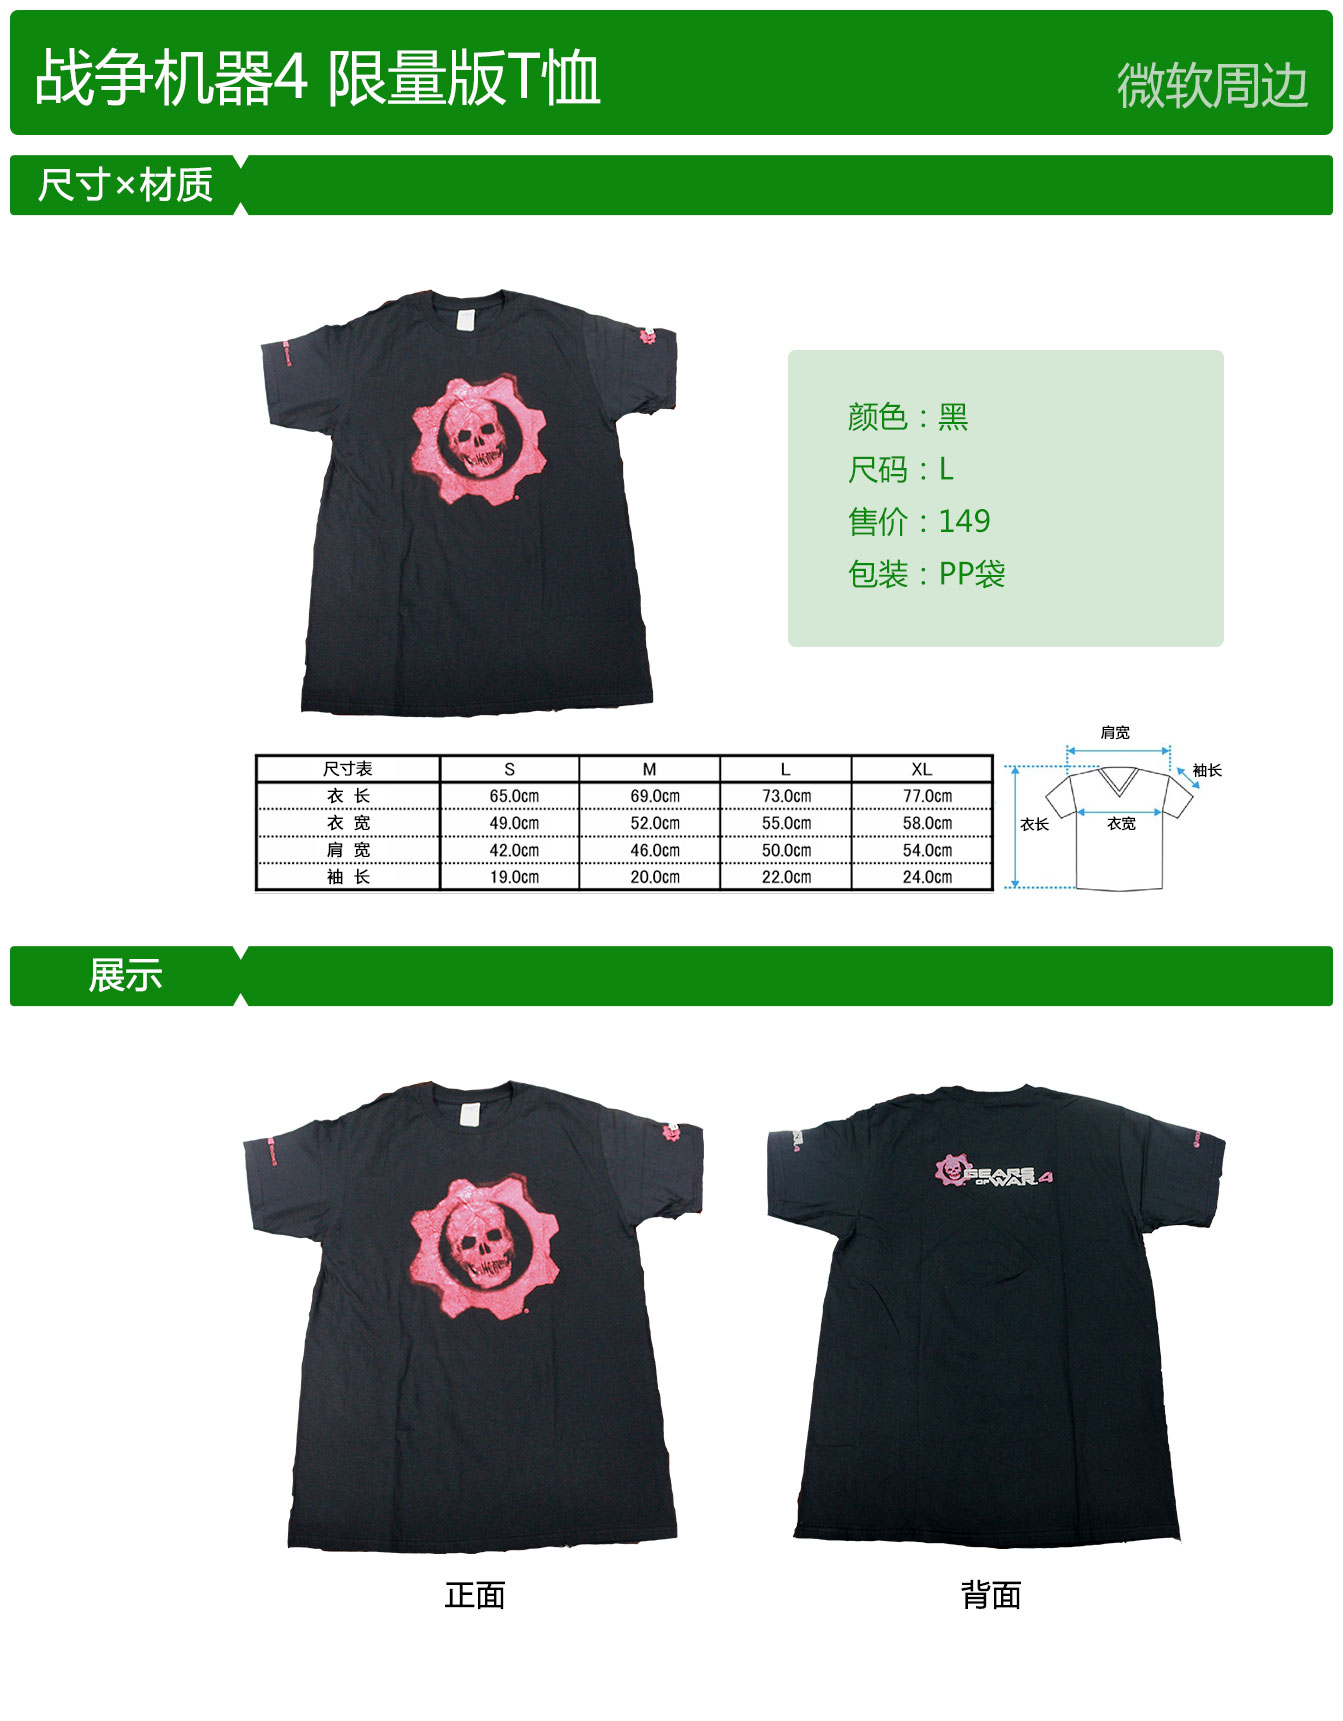 战争机器4 限量版T恤
微软周边
尺寸×材质
颜色：黑
尺码：L
售价：149
包装：PP袋
尺寸表 S M L XL
衣 长 65.0cm 69.0cm 73.0cm 77.0cm
衣 宽 49.0cm 52.0cm 55.0cm 58.0cm
肩 宽 42.0cm 46.0cm 50.0cm 54.0cm
袖 长 19.0cm 20.0cm 22.0cm 24.0cm
肩宽
袖长
衣长
衣宽
展示
GEARS
OF WAR 4
正面
背面